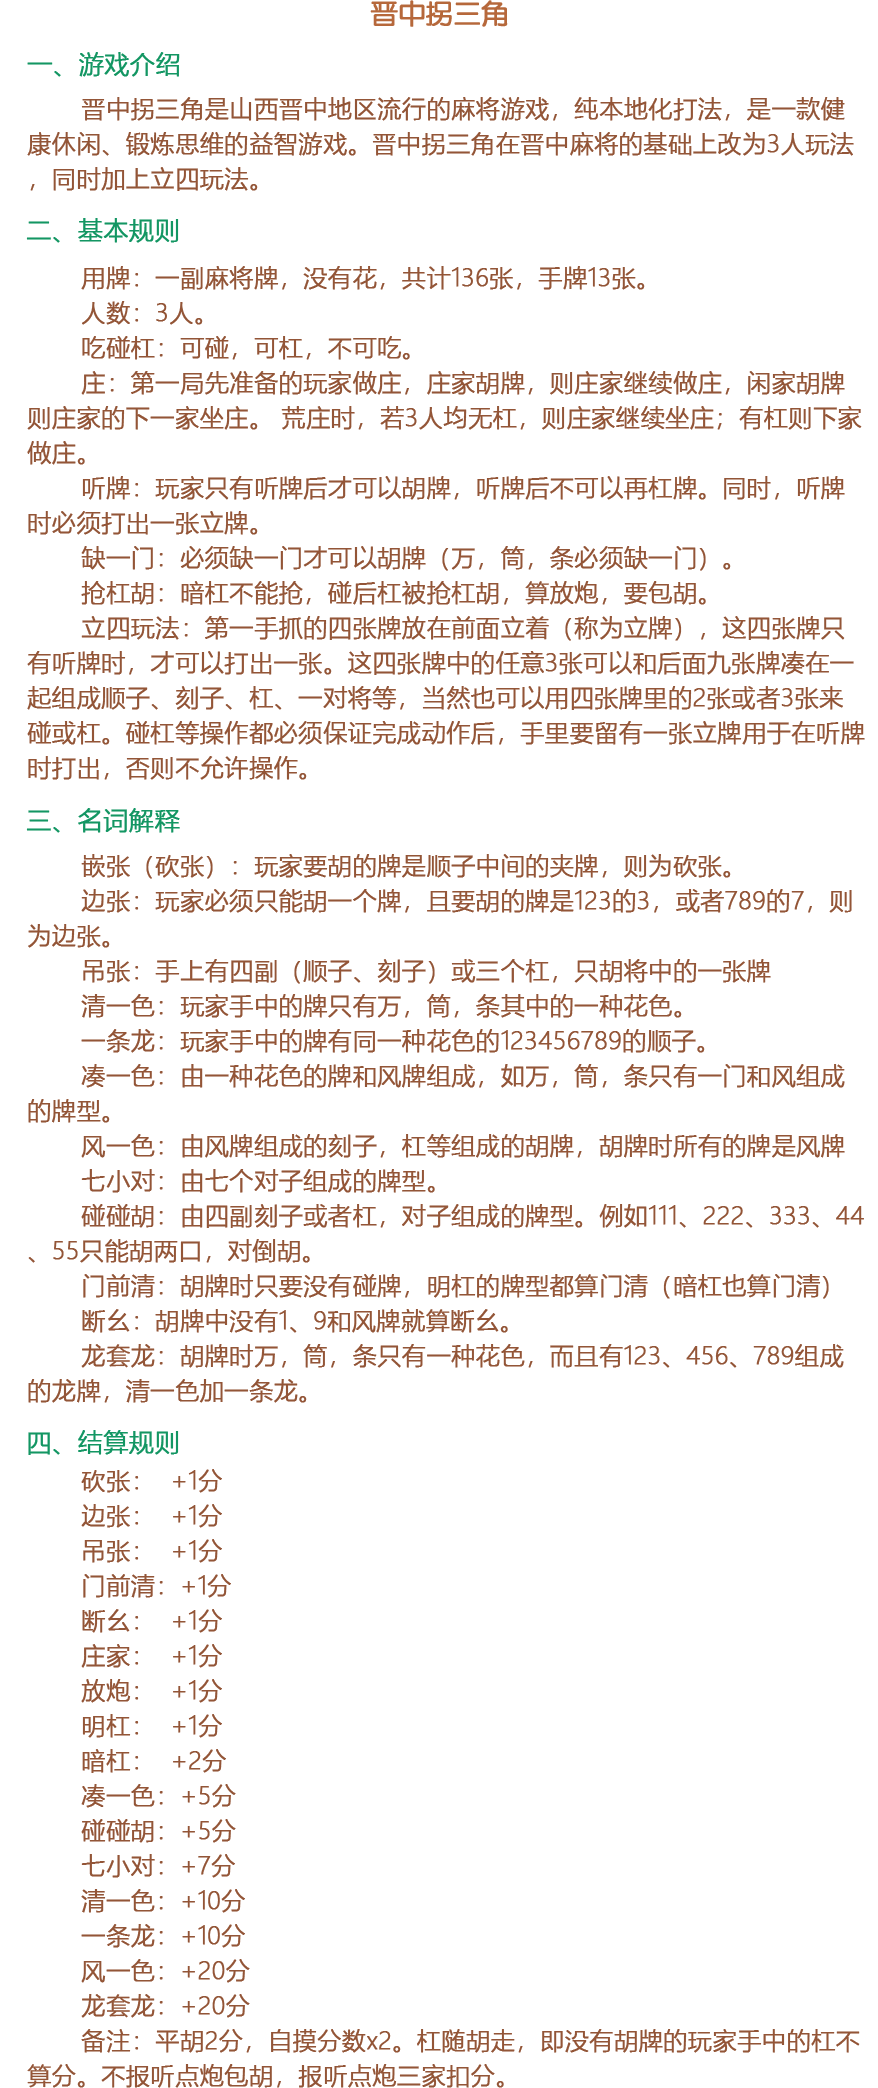 晋中拐三角
一、游戏介绍
晋中拐三角是山西晋中地区流行的麻将游戏，纯本地化打法，是一款健
康休闲、锻炼思维的益智游戏。晋中拐三角在晋中麻将的基础上改为3人玩法
，同时加上立四玩法。
二、基本规则
用牌：一副麻将牌，没有花，共计136张，手牌13张。
人数：3人。
吃碰杠：可碰，可杠，不可吃。
庄：第一局先准备的玩家做庄，庄家胡牌，则庄家继续做庄，闲家胡牌
则庄家的下一家坐庄。 荒庄时，若3人均无杠，则庄家继续坐庄；有杠则下家
做庄。
听牌：玩家只有听牌后才可以胡牌，听牌后不可以再杠牌。同时，听牌
时必须打出一张立牌。
缺一门：必须缺一门才可以胡牌（万，筒，条必须缺一门）。
抢杠胡：暗杠不能抢，碰后杠被抢杠胡，算放炮，要包胡。
立四玩法：第一手抓的四张牌放在前面立着（称为立牌），这四张牌只
有听牌时，才可以打出一张。这四张牌中的任意3张可以和后面九张牌凑在一
起组成顺子、刻子、杠、一对将等，当然也可以用四张牌里的2张或者3张来
碰或杠。碰杠等操作都必须保证完成动作后，手里要留有一张立牌用于在听牌
时打出，否则不允许操作。
三、名词解释
嵌张（砍张）：玩家要胡的牌是顺子中间的夹牌，则为砍张。
边张：玩家必须只能胡一个牌，且要胡的牌是123的3，或者789的7，则
为边张。
吊张：手上有四副（顺子、刻子）或三个杠，只胡将中的一张牌
清一色：玩家手中的牌只有万，筒，条其中的一种花色。
一条龙：玩家手中的牌有同一种花色的123456789的顺子。
凑一色：由一种花色的牌和风牌组成，如万，筒，条只有一门和风组成
的牌型。
风一色：由风牌组成的刻子，杠等组成的胡牌，胡牌时所有的牌是风牌
七小对：由七个对子组成的牌型。
碰碰胡：由四副刻子或者杠，对子组成的牌型。例如111、222、333、44
、55只能胡两口，对倒胡。
门前清：胡牌时只要没有碰牌，明杠的牌型都算门清（暗杠也算门清）
断幺：胡牌中没有1、9和风牌就算断幺。
龙套龙：胡牌时万，筒，条只有一种花色，而且有123、456、789组成
的龙牌，清一色加一条龙。
四、结算规则
砍张： +1分
边张： +1分
吊张： +1分
门前清：+1分
断幺： +1分
庄家： +1分
放炮： +1分
明杠： +1分
暗杠： +2分
凑一色：+5分
碰碰胡：+5分
七小对：+7分
清一色：+10分
一条龙：+10分
风一色：+20分
龙套龙：+20分
备注：平胡2分，自摸分数x2。杠随胡走，即没有胡牌的玩家手中的杠不
算分。不报听点炮包胡，报听点炮三家扣分。